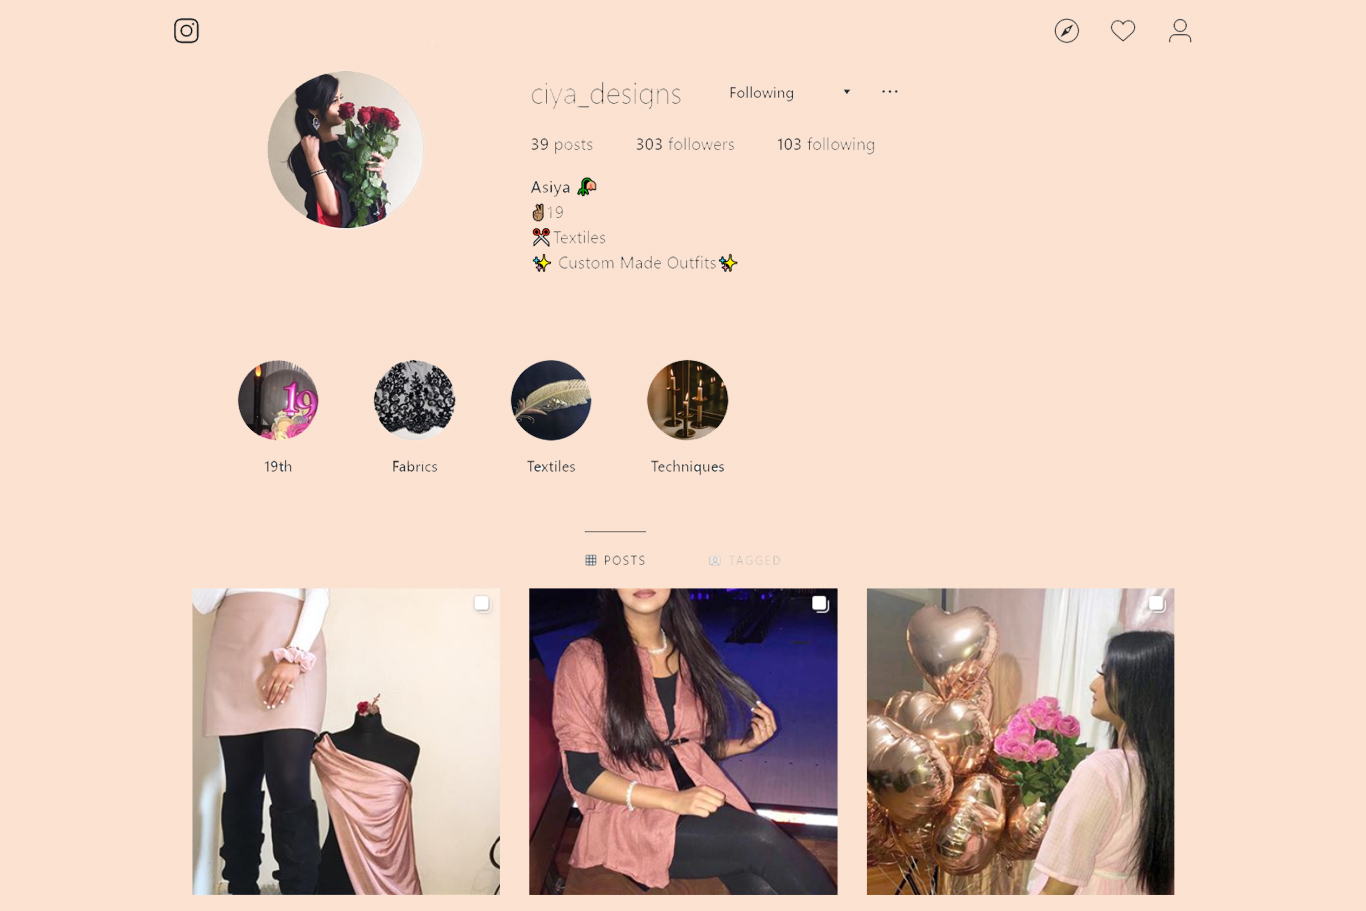 ciya_designs Following
39 posts 303 followers 103 following
Asiya
19
Textiles
Custom Made Outfits
19
19th Fabrics Textiles Techniques
POSTS TAGGED